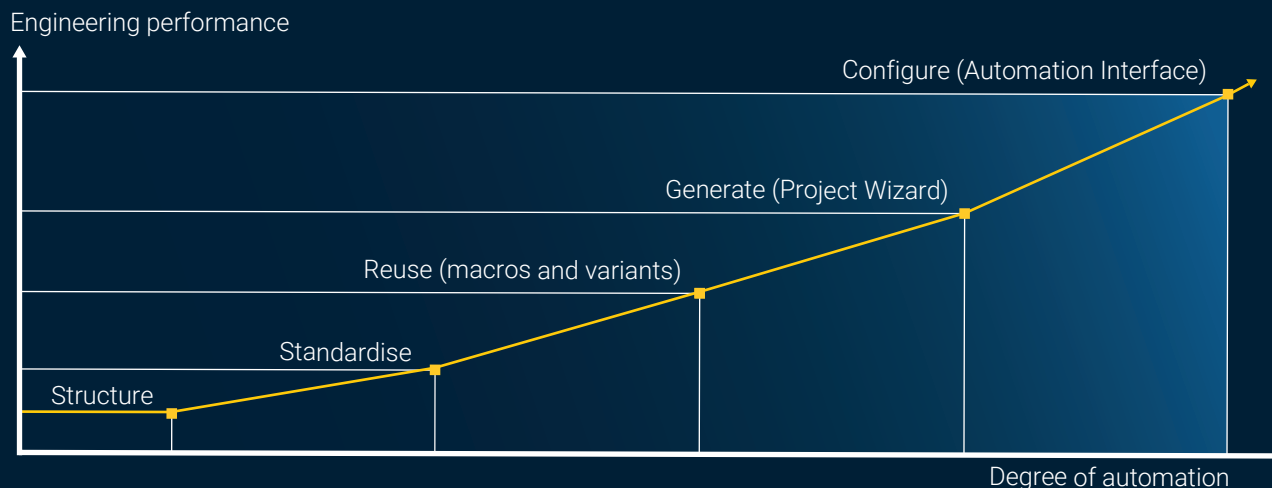 Engineering performance
Configure (Automation Interface)
Generate (Project Wizard)
Reuse (macros and variants)
Standardise
Structure
Degree of automation